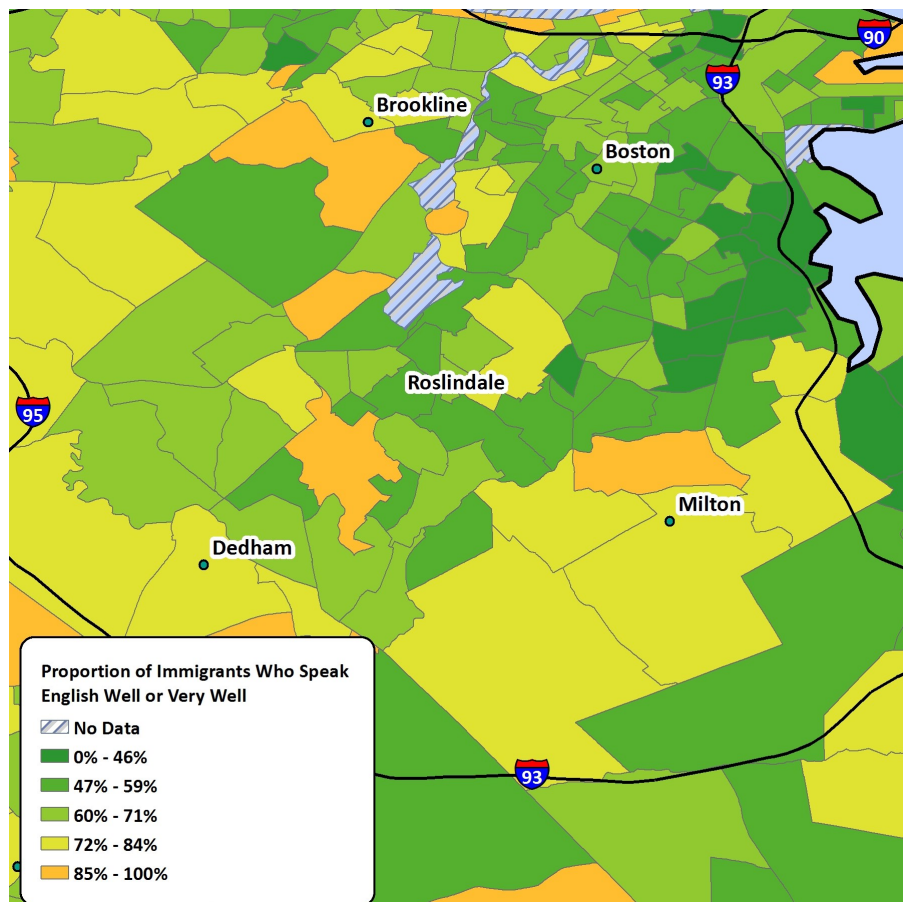 90
93
Brookline
Boston
Roslindale
95
Milton
Dedham
Proportion of Immigrants Who Speak
English Well or Very Well
No Data
0% - 46%
47% - 59%
60% - 71%
72% - 84%
85% - 100%
93